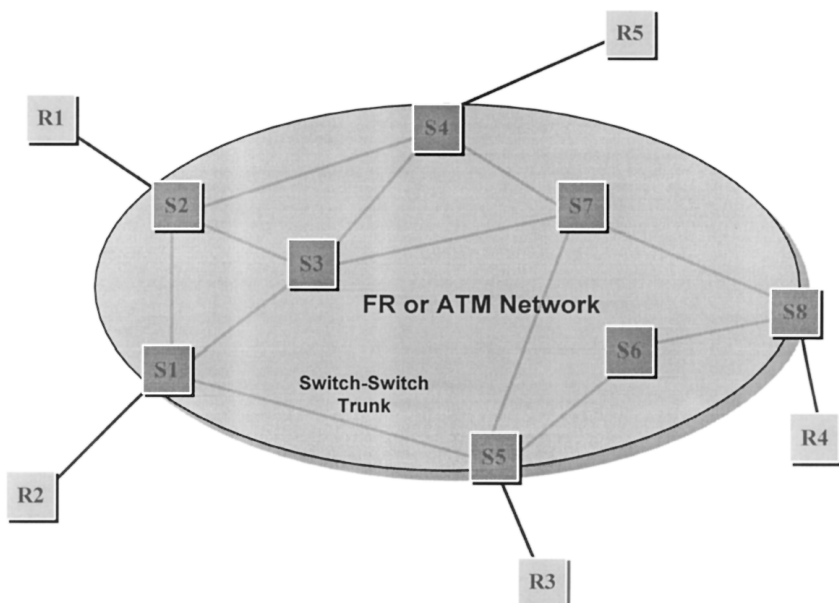 R5
R1
S4
S2
S7
S3
FR or ATM Network
S8
S6
S1
Switch-Switch
Trunk
R4
S5
R2
R3